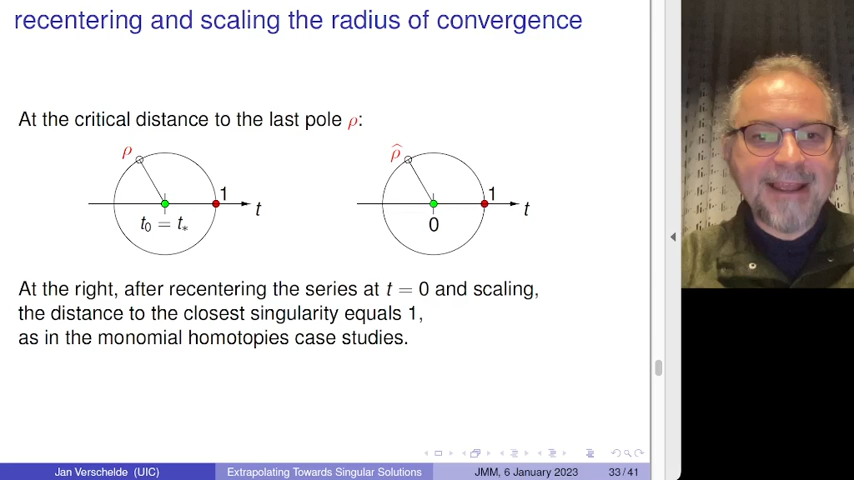 recentering and scaling the radius of convergence
At the critical distance to the last pole ρ:
ρ
1
t
t₀ = t*
ρ̂
1
t
0
At the right, after recentering the series at t = 0 and scaling,
the distance to the closest singularity equals 1,
as in the monomial homotopies case studies.
Jan Verschelde (UIC) Extrapolating Towards Singular Solutions JMM, 6 January 2023 33 / 41